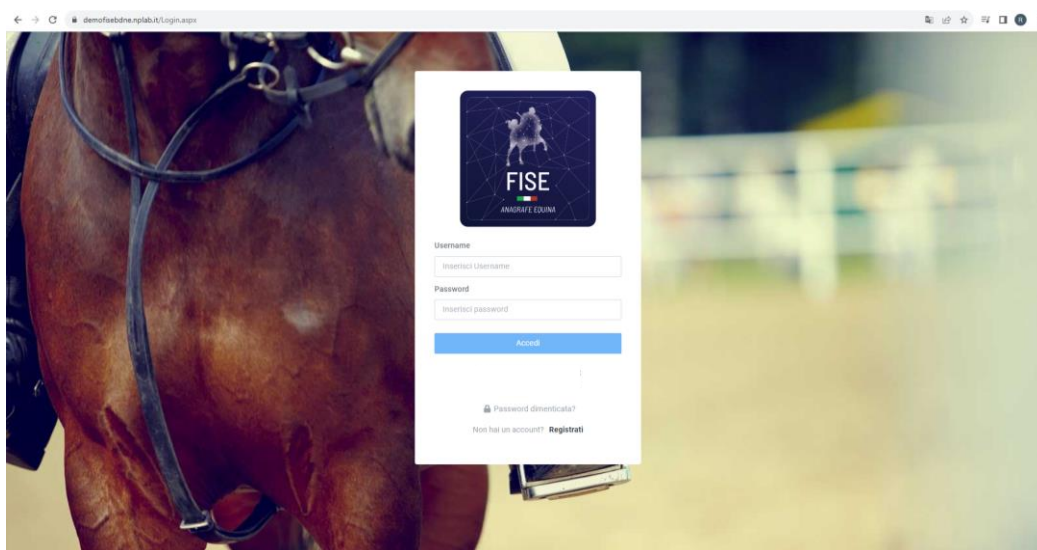 demofisebdne.nplab.it/Login.aspx
FISE
ANAGRAFE EQUINA
Username
Inserisci Username
Password
Inserisci password
Accedi
Password dimenticata?
Non hai un account? Registrati